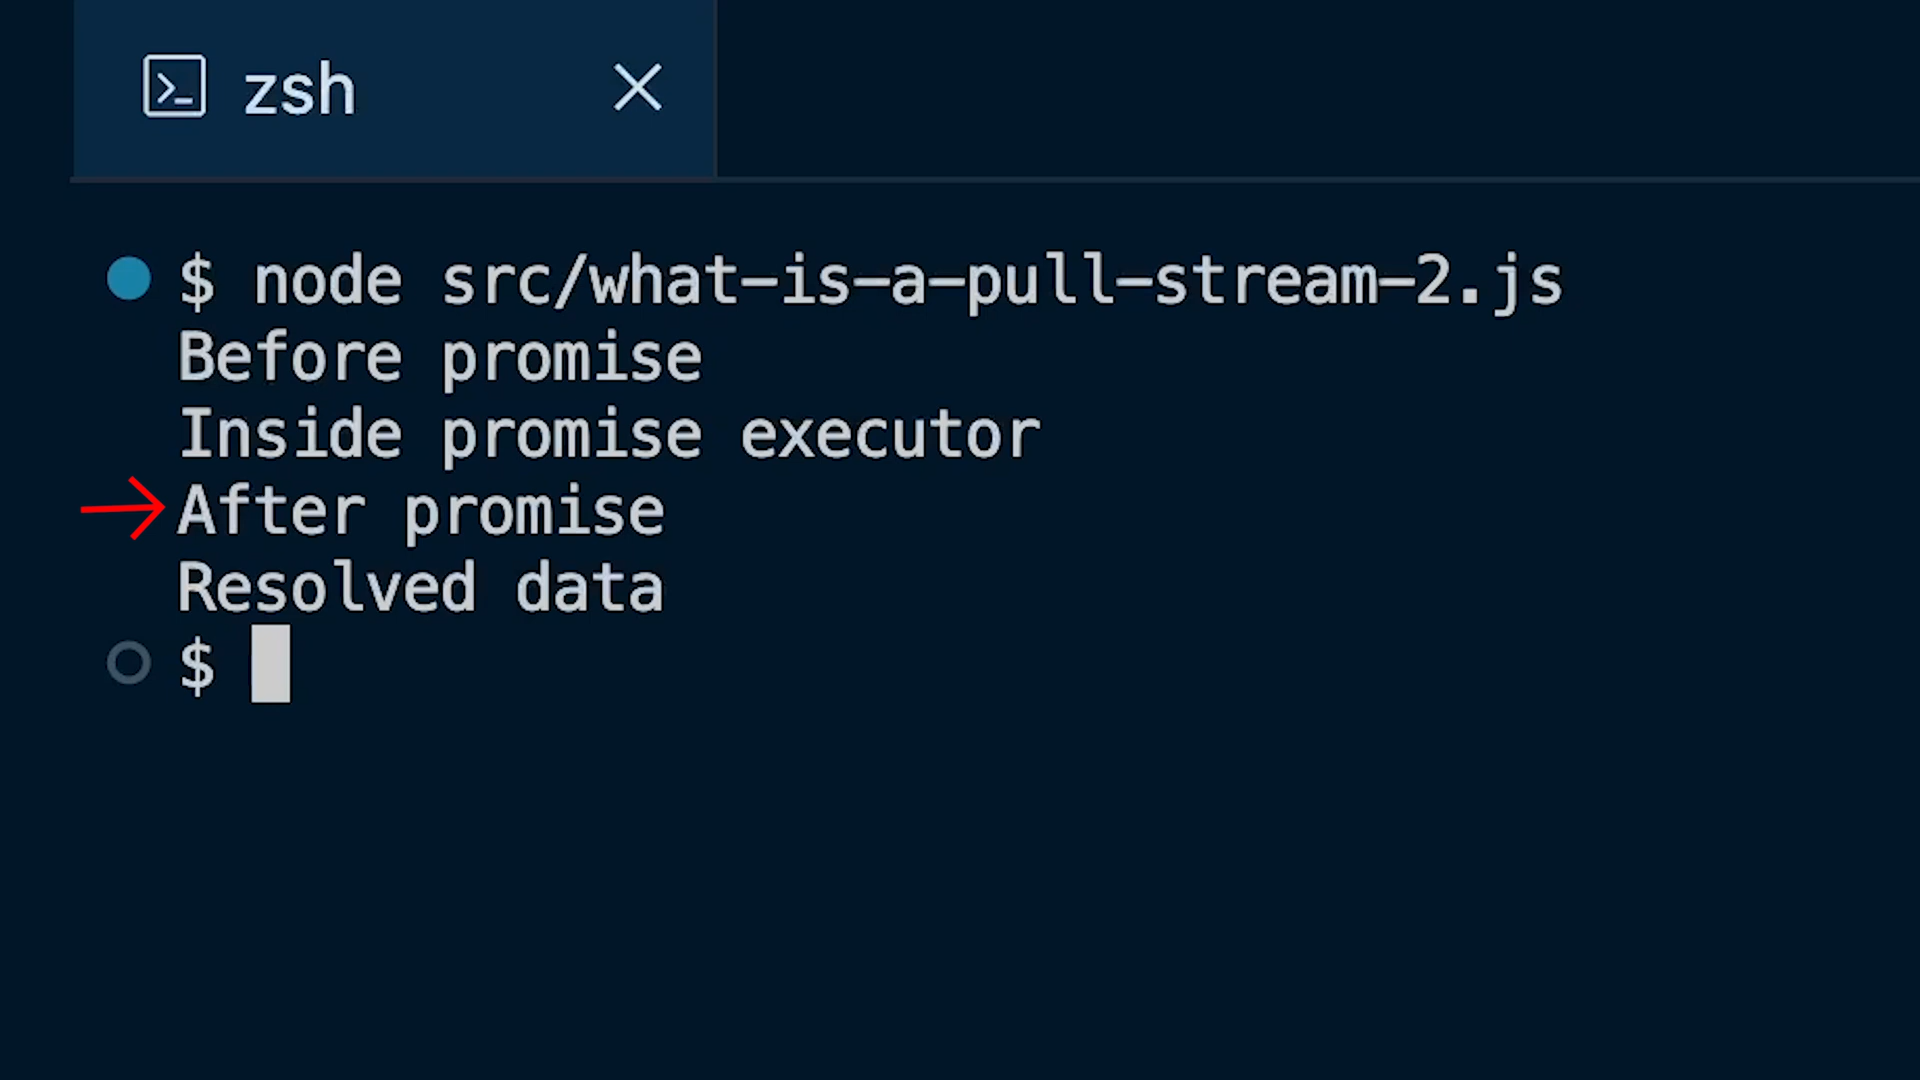 zsh
$ node src/what-is-a-pull-stream-2.js
Before promise
Inside promise executor
After promise
Resolved data
$